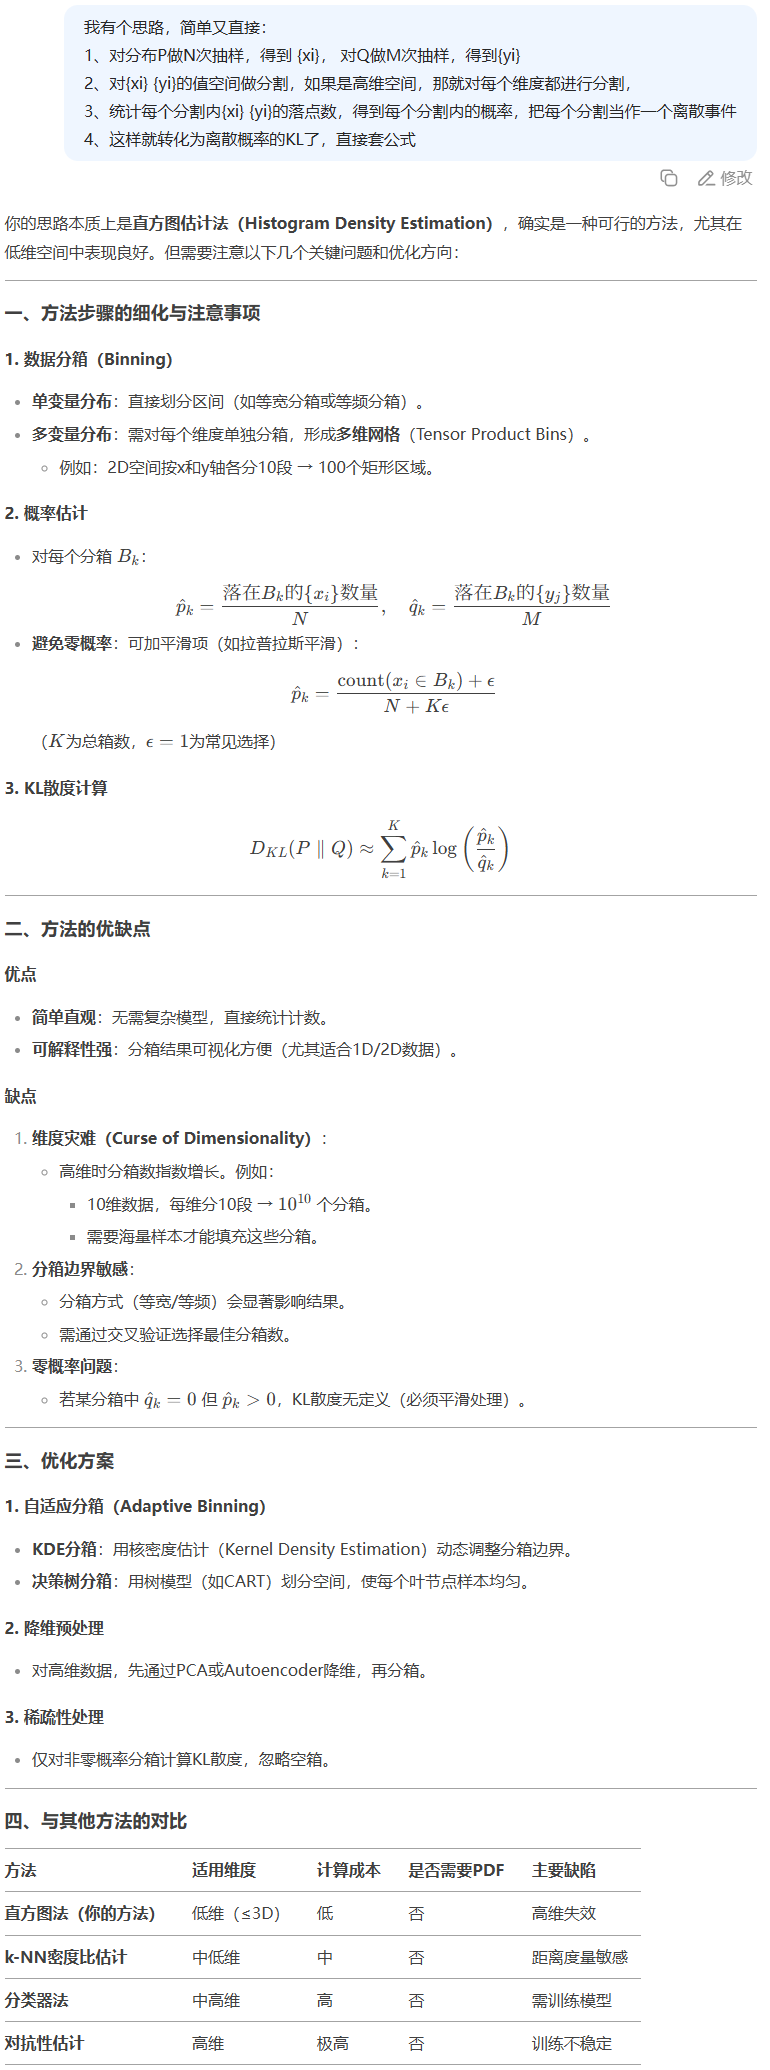 我有个思路，简单又直接：
1、对分布P做N次抽样，得到 {xi}， 对Q做M次抽样，得到{yi}
2、对{xi} {yi}的值空间做分割，如果是高维空间，那就对每个维度都进行分割，
3、统计每个分割内{xi} {yi}的落点数，得到每个分割内的概率，把每个分割当作一个离散事件
4、这样就转化为离散概率的KL了，直接套公式
修改
你的思路本质上是直方图估计法（Histogram Density Estimation），确实是一种可行的方法，尤其在
低维空间中表现良好。但需要注意以下几个关键问题和优化方向：
一、方法步骤的细化与注意事项
1. 数据分箱（Binning）
• 单变量分布：直接划分区间（如等宽分箱或等频分箱）。
• 多变量分布：需对每个维度单独分箱，形成多维网格（Tensor Product Bins）。
◦ 例如：2D空间按x和y轴各分10段 → 100个矩形区域。
2. 概率估计
• 对每个分箱 $B_k$：
$\hat{p}_k = \frac{落在B_k的\{x_i\}数量}{N}, \quad \hat{q}_k = \frac{落在B_k的\{y_j\}数量}{M}$
• 避免零概率：可加平滑项（如拉普拉斯平滑）：
$\hat{p}_k = \frac{\text{count}(x_i \in B_k) + \epsilon}{N + K\epsilon}$
（$K$为总箱数，$\epsilon = 1$为常见选择）
3. KL散度计算
$D_{KL}(P \parallel Q) \approx \sum_{k=1}^{K} \hat{p}_k \log \left( \frac{\hat{p}_k}{\hat{q}_k} \right)$
二、方法的优缺点
优点
• 简单直观：无需复杂模型，直接统计计数。
• 可解释性强：分箱结果可视化方便（尤其适合1D/2D数据）。
缺点
1. 维度灾难（Curse of Dimensionality）：
◦ 高维时分箱数指数增长。例如：
▪ 10维数据，每维分10段 → $10^{10}$ 个分箱。
▪ 需要海量样本才能填充这些分箱。
2. 分箱边界敏感：
◦ 分箱方式（等宽/等频）会显著影响结果。
◦ 需通过交叉验证选择最佳分箱数。
3. 零概率问题：
◦ 若某分箱中 $\hat{q}_k = 0$ 但 $\hat{p}_k > 0$，KL散度无定义（必须平滑处理）。
三、优化方案
1. 自适应分箱（Adaptive Binning）
• KDE分箱：用核密度估计（Kernel Density Estimation）动态调整分箱边界。
• 决策树分箱：用树模型（如CART）划分空间，使每个叶节点样本均匀。
2. 降维预处理
• 对高维数据，先通过PCA或Autoencoder降维，再分箱。
3. 稀疏性处理
• 仅对非零概率分箱计算KL散度，忽略空箱。
四、与其他方法的对比
方法 适用维度 计算成本 是否需要PDF 主要缺陷
直方图法（你的方法） 低维（≤3D） 低 否 高维失效
k-NN密度比估计 中低维 中 否 距离度量敏感
分类器法 中高维 高 否 需训练模型
对抗性估计 高维 极高 否 训练不稳定